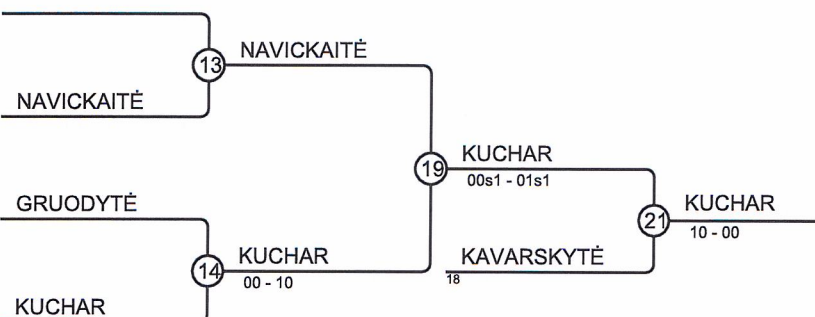 NAVICKAITĖ
13
NAVICKAITĖ
KUCHAR
19
00s1 - 01s1
GRUODYTĖ
KUCHAR
21
10 - 00
KUCHAR
14
00 - 10
KAVARSKYTĖ
18
KUCHAR